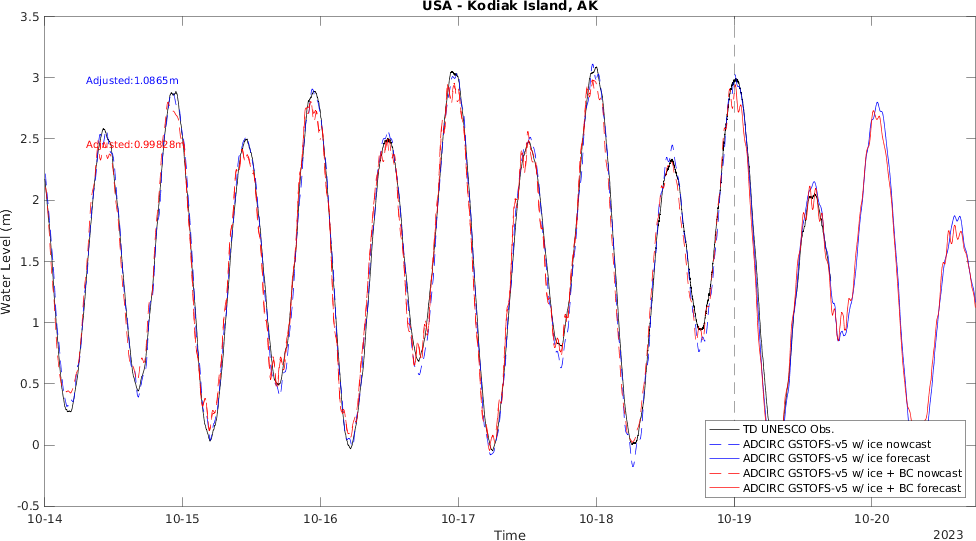 USA - Kodiak Island, AK
3.5
3
2.5
2
1.5
1
0.5
0
-0.5
Water Level (m)
Adjusted:1.0865m
Adjusted:0.99828m
TD UNESCO Obs.
ADCIRC GSTOFS-v5 w/ ice nowcast
ADCIRC GSTOFS-v5 w/ ice forecast
ADCIRC GSTOFS-v5 w/ ice + BC nowcast
ADCIRC GSTOFS-v5 w/ ice + BC forecast
10-14 10-15 10-16 10-17 10-18 10-19 10-20
Time
2023